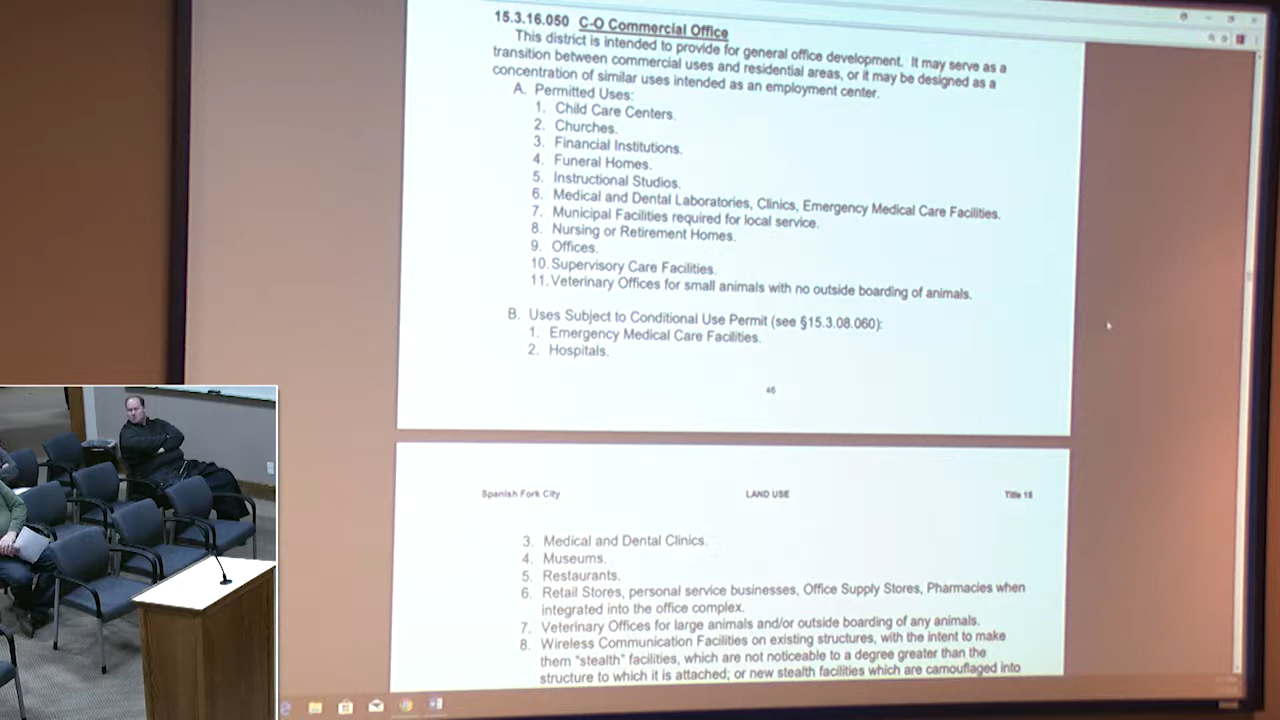 15.3.16.050 C-O Commercial Office
This district is intended to provide for general office development. It may serve as a
transition between commercial uses and residential areas, or it may be designed as a
concentration of similar uses intended as an employment center.
A. Permitted Uses:
1. Child Care Centers.
2. Churches.
3. Financial Institutions.
4. Funeral Homes.
5. Instructional Studios.
6. Medical and Dental Laboratories, Clinics, Emergency Medical Care Facilities.
7. Municipal Facilities required for local service.
8. Nursing or Retirement Homes.
9. Offices.
10. Supervisory Care Facilities.
11. Veterinary Offices for small animals with no outside boarding of animals.
B. Uses Subject to Conditional Use Permit (see §15.3.08.060):
1. Emergency Medical Care Facilities.
2. Hospitals.
Spanish Fork City LAND USE Title 15
3. Medical and Dental Clinics.
4. Museums.
5. Restaurants.
6. Retail Stores, personal service businesses, Office Supply Stores, Pharmacies when
integrated into the office complex.
7. Veterinary Offices for large animals and/or outside boarding of any animals.
8. Wireless Communication Facilities on existing structures, with the intent to make
them "stealth" facilities, which are not noticeable to a degree greater than the
structure to which it is attached; or new stealth facilities which are camouflaged into